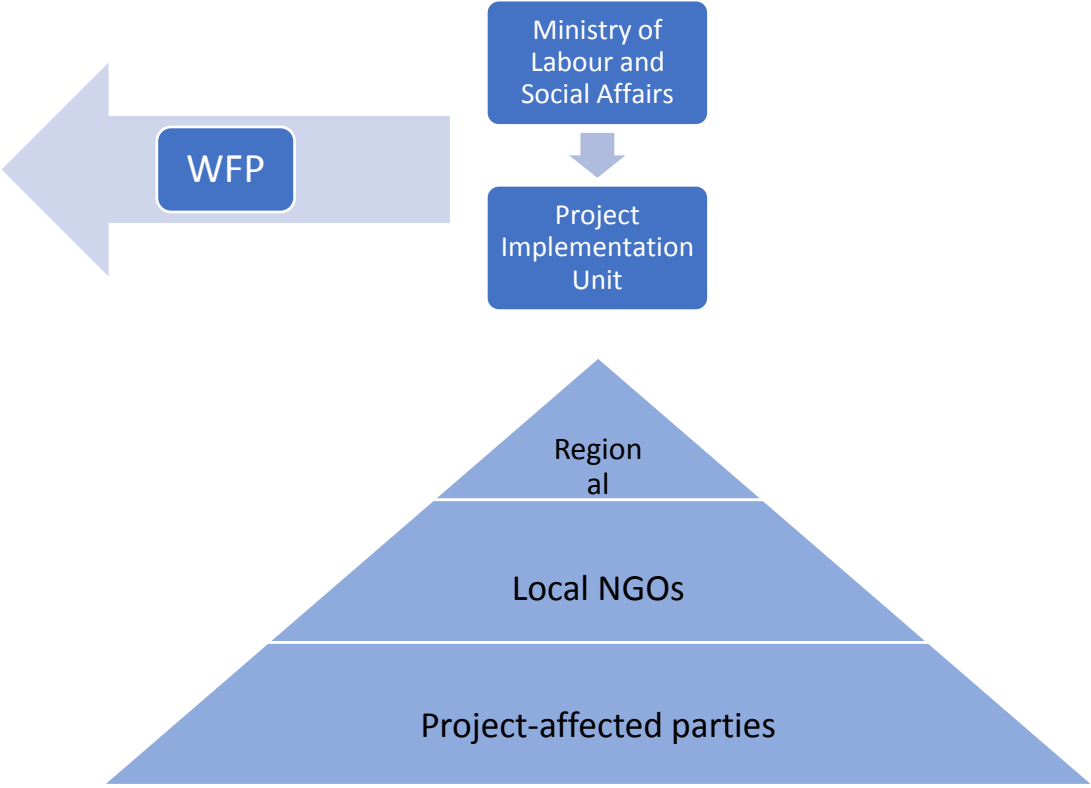 Ministry of
Labour and
Social Affairs
WFP
Project
Implementation
Unit
Region
al
Local NGOs
Project-affected parties